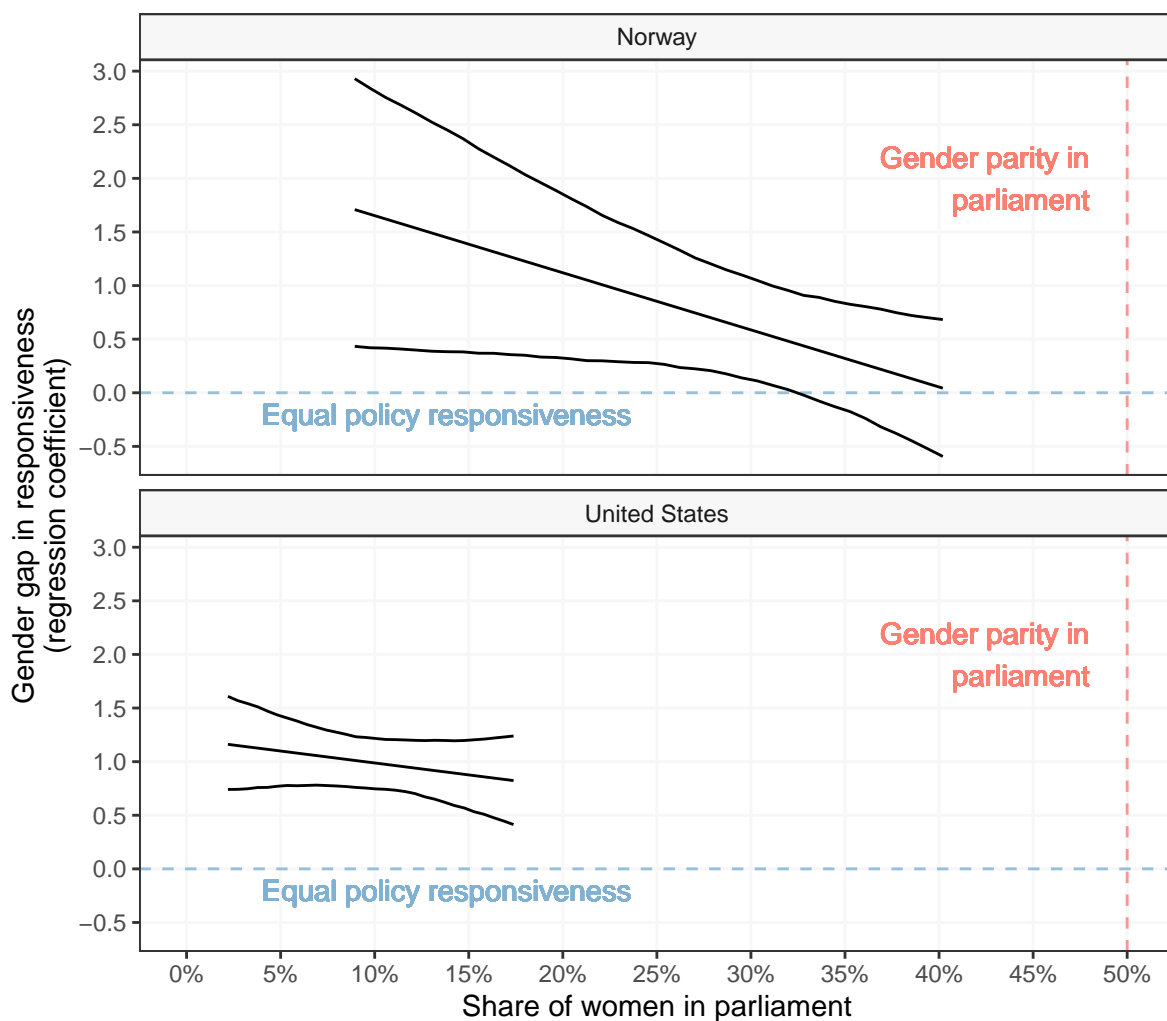 Norway
3.0
2.5
2.0
1.5
1.0
0.5
0.0
−0.5
Gender parity in
parliament
Equal policy responsiveness
United States
3.0
2.5
2.0
1.5
1.0
0.5
0.0
−0.5
Gender parity in
parliament
Equal policy responsiveness
Gender gap in responsiveness
(regression coefficient)
0% 5% 10% 15% 20% 25% 30% 35% 40% 45% 50%
Share of women in parliament